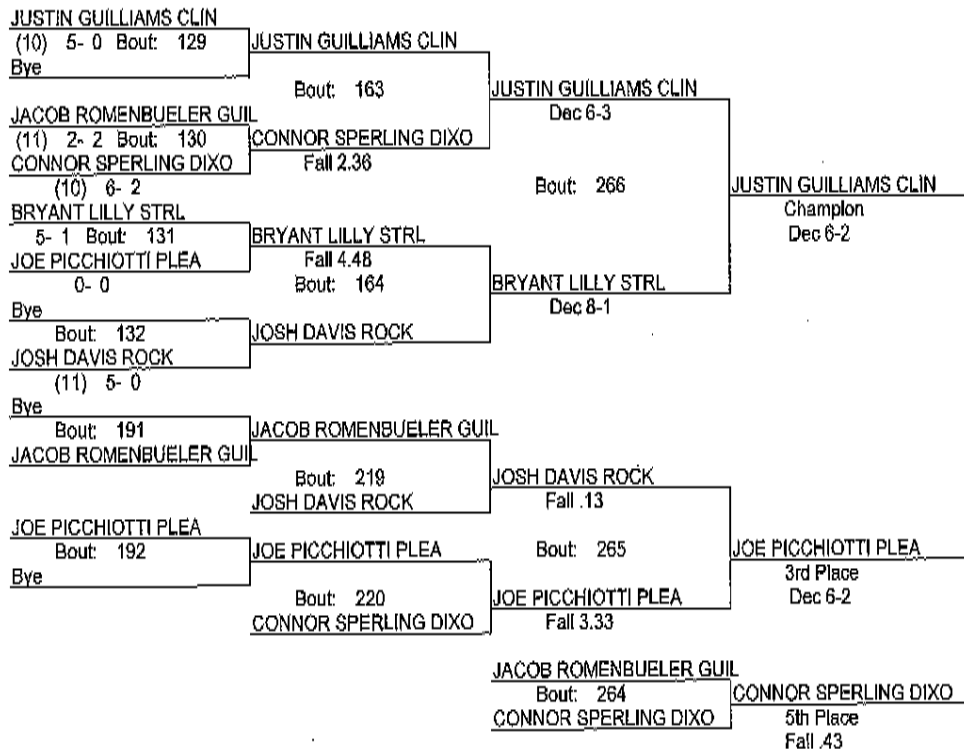 JUSTIN GUILLIAMS CLIN
(10) 5- 0 Bout: 129
Bye
JUSTIN GUILLIAMS CLIN
Bout: 163
JACOB ROMENBUELER GUIL
(11) 2- 2 Bout: 130
CONNOR SPERLING DIXO
(10) 6- 2
CONNOR SPERLING DIXO
Fall 2.36
JUSTIN GUILLIAMS CLIN
Dec 6-3
Bout: 266
BRYANT LILLY STRL
5- 1 Bout: 131
JOE PICCHIOTTI PLEA
0- 0
BRYANT LILLY STRL
Fall 4.48
Bout: 164
Bye
Bout: 132
JOSH DAVIS ROCK
(11) 5- 0
JOSH DAVIS ROCK
BRYANT LILLY STRL
Dec 8-1
JUSTIN GUILLIAMS CLIN
Champion
Dec 6-2
Bye
Bout: 191
JACOB ROMENBUELER GUIL
JACOB ROMENBUELER GUIL
Bout: 219
JOSH DAVIS ROCK
JOSH DAVIS ROCK
Fall .13
Bout: 265
JOE PICCHIOTTI PLEA
Bout: 192
Bye
JOE PICCHIOTTI PLEA
Bout: 220
CONNOR SPERLING DIXO
JOE PICCHIOTTI PLEA
Fall 3.33
JOE PICCHIOTTI PLEA
3rd Place
Dec 6-2
JACOB ROMENBUELER GUIL
Bout: 264
CONNOR SPERLING DIXO
CONNOR SPERLING DIXO
5th Place
Fall .43